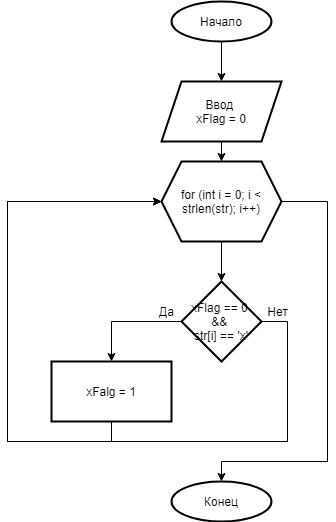 Начало
Ввод
xFlag = 0
for (int i = 0; i <
strlen(str); i++)
xFlag == 0
&&
str[i] == 'x'
Да
Нет
xFalg = 1
Конец